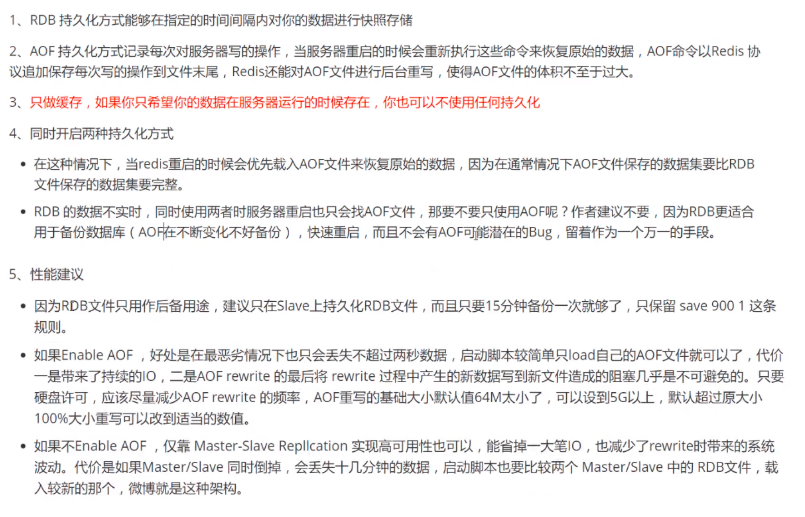 1、RDB 持久化方式能够在指定的时间间隔内对你的数据进行快照存储
2、AOF 持久化方式记录每次对服务器写的操作，当服务器重启的时候会重新执行这些命令来恢复原始的数据，AOF命令以Redis 协
议追加保存每次写的操作到文件末尾，Redis还能对AOF文件进行后台重写，使得AOF文件的体积不至于过大。
3、只做缓存，如果你只希望你的数据在服务器运行的时候存在，你也可以不使用任何持久化
4、同时开启两种持久化方式
• 在这种情况下，当redis重启的时候会优先载入AOF文件来恢复原始的数据，因为在通常情况下AOF文件保存的数据集要比RDB
文件保存的数据集要完整。
• RDB 的数据不实时，同时使用两者时服务器重启也只会找AOF文件，那要不要只使用AOF呢？作者建议不要，因为RDB更适合
用于备份数据库（AOF在不断变化不好备份），快速重启，而且不会有AOF可能潜在的Bug，留着作为一个万一的手段。
5、性能建议
• 因为RDB文件只用作后备用途，建议只在Slave上持久化RDB文件，而且只要15分钟备份一次就够了，只保留 save 900 1 这条
规则。
• 如果Enable AOF ，好处是在最恶劣情况下也只会丢失不超过两秒数据，启动脚本较简单只load自己的AOF文件就可以了，代价
一是带来了持续的IO，二是AOF rewrite 的最后将 rewrite 过程中产生的新数据写到新文件造成的阻塞几乎是不可避免的。只要
硬盘许可，应该尽量减少AOF rewrite 的频率，AOF重写的基础大小默认值64M太小了，可以设到5G以上，默认超过原大小
100%大小重写可以改到适当的数值。
• 如果不Enable AOF ，仅靠 Master-Slave Repllcation 实现高可用性也可以，能省掉一大笔IO，也减少了rewrite时带来的系统
波动。代价是如果Master/Slave 同时倒掉，会丢失十几分钟的数据，启动脚本也要比较两个 Master/Slave 中的 RDB文件，载
入较新的那个，微博就是这种架构。